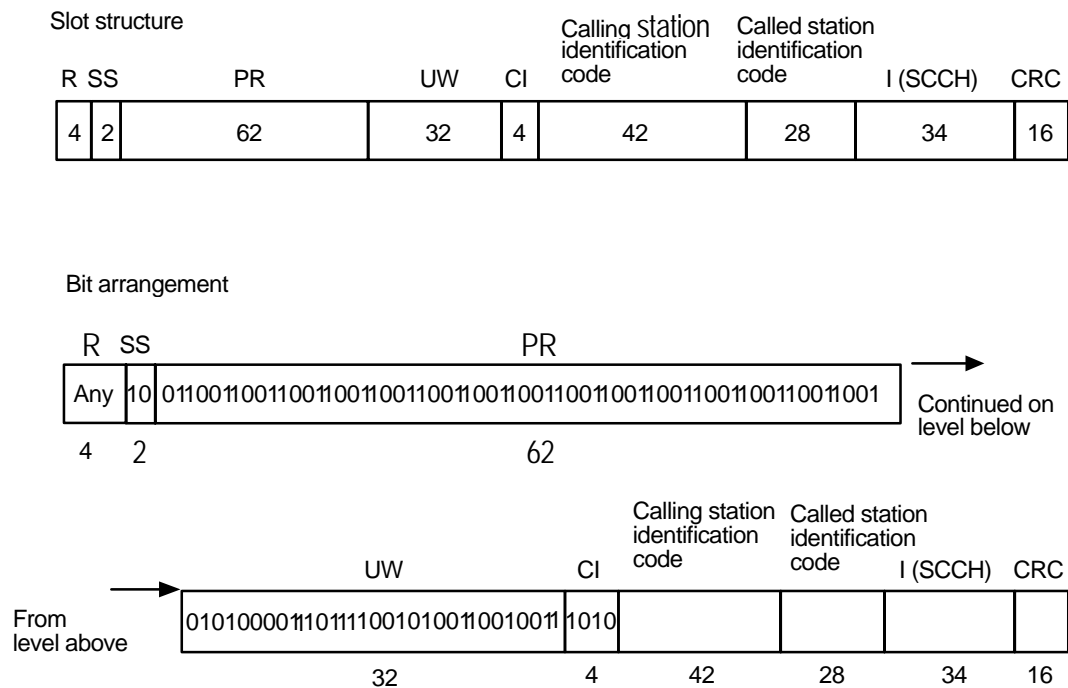 Slot structure
Calling station identification code
Called station identification code
R SS PR UW CI I (SCCH) CRC
4 2 62 32 4 42 28 34 16
Bit arrangement
R SS PR
Any 10 01100110011001100110011001100110011001100110011001100110011001
Continued on
level below
4 2 62
Calling station identification code
Called station identification code
UW CI I (SCCH) CRC
From
level above
01010000111011110010100110010011 1010
32 4 42 28 34 16